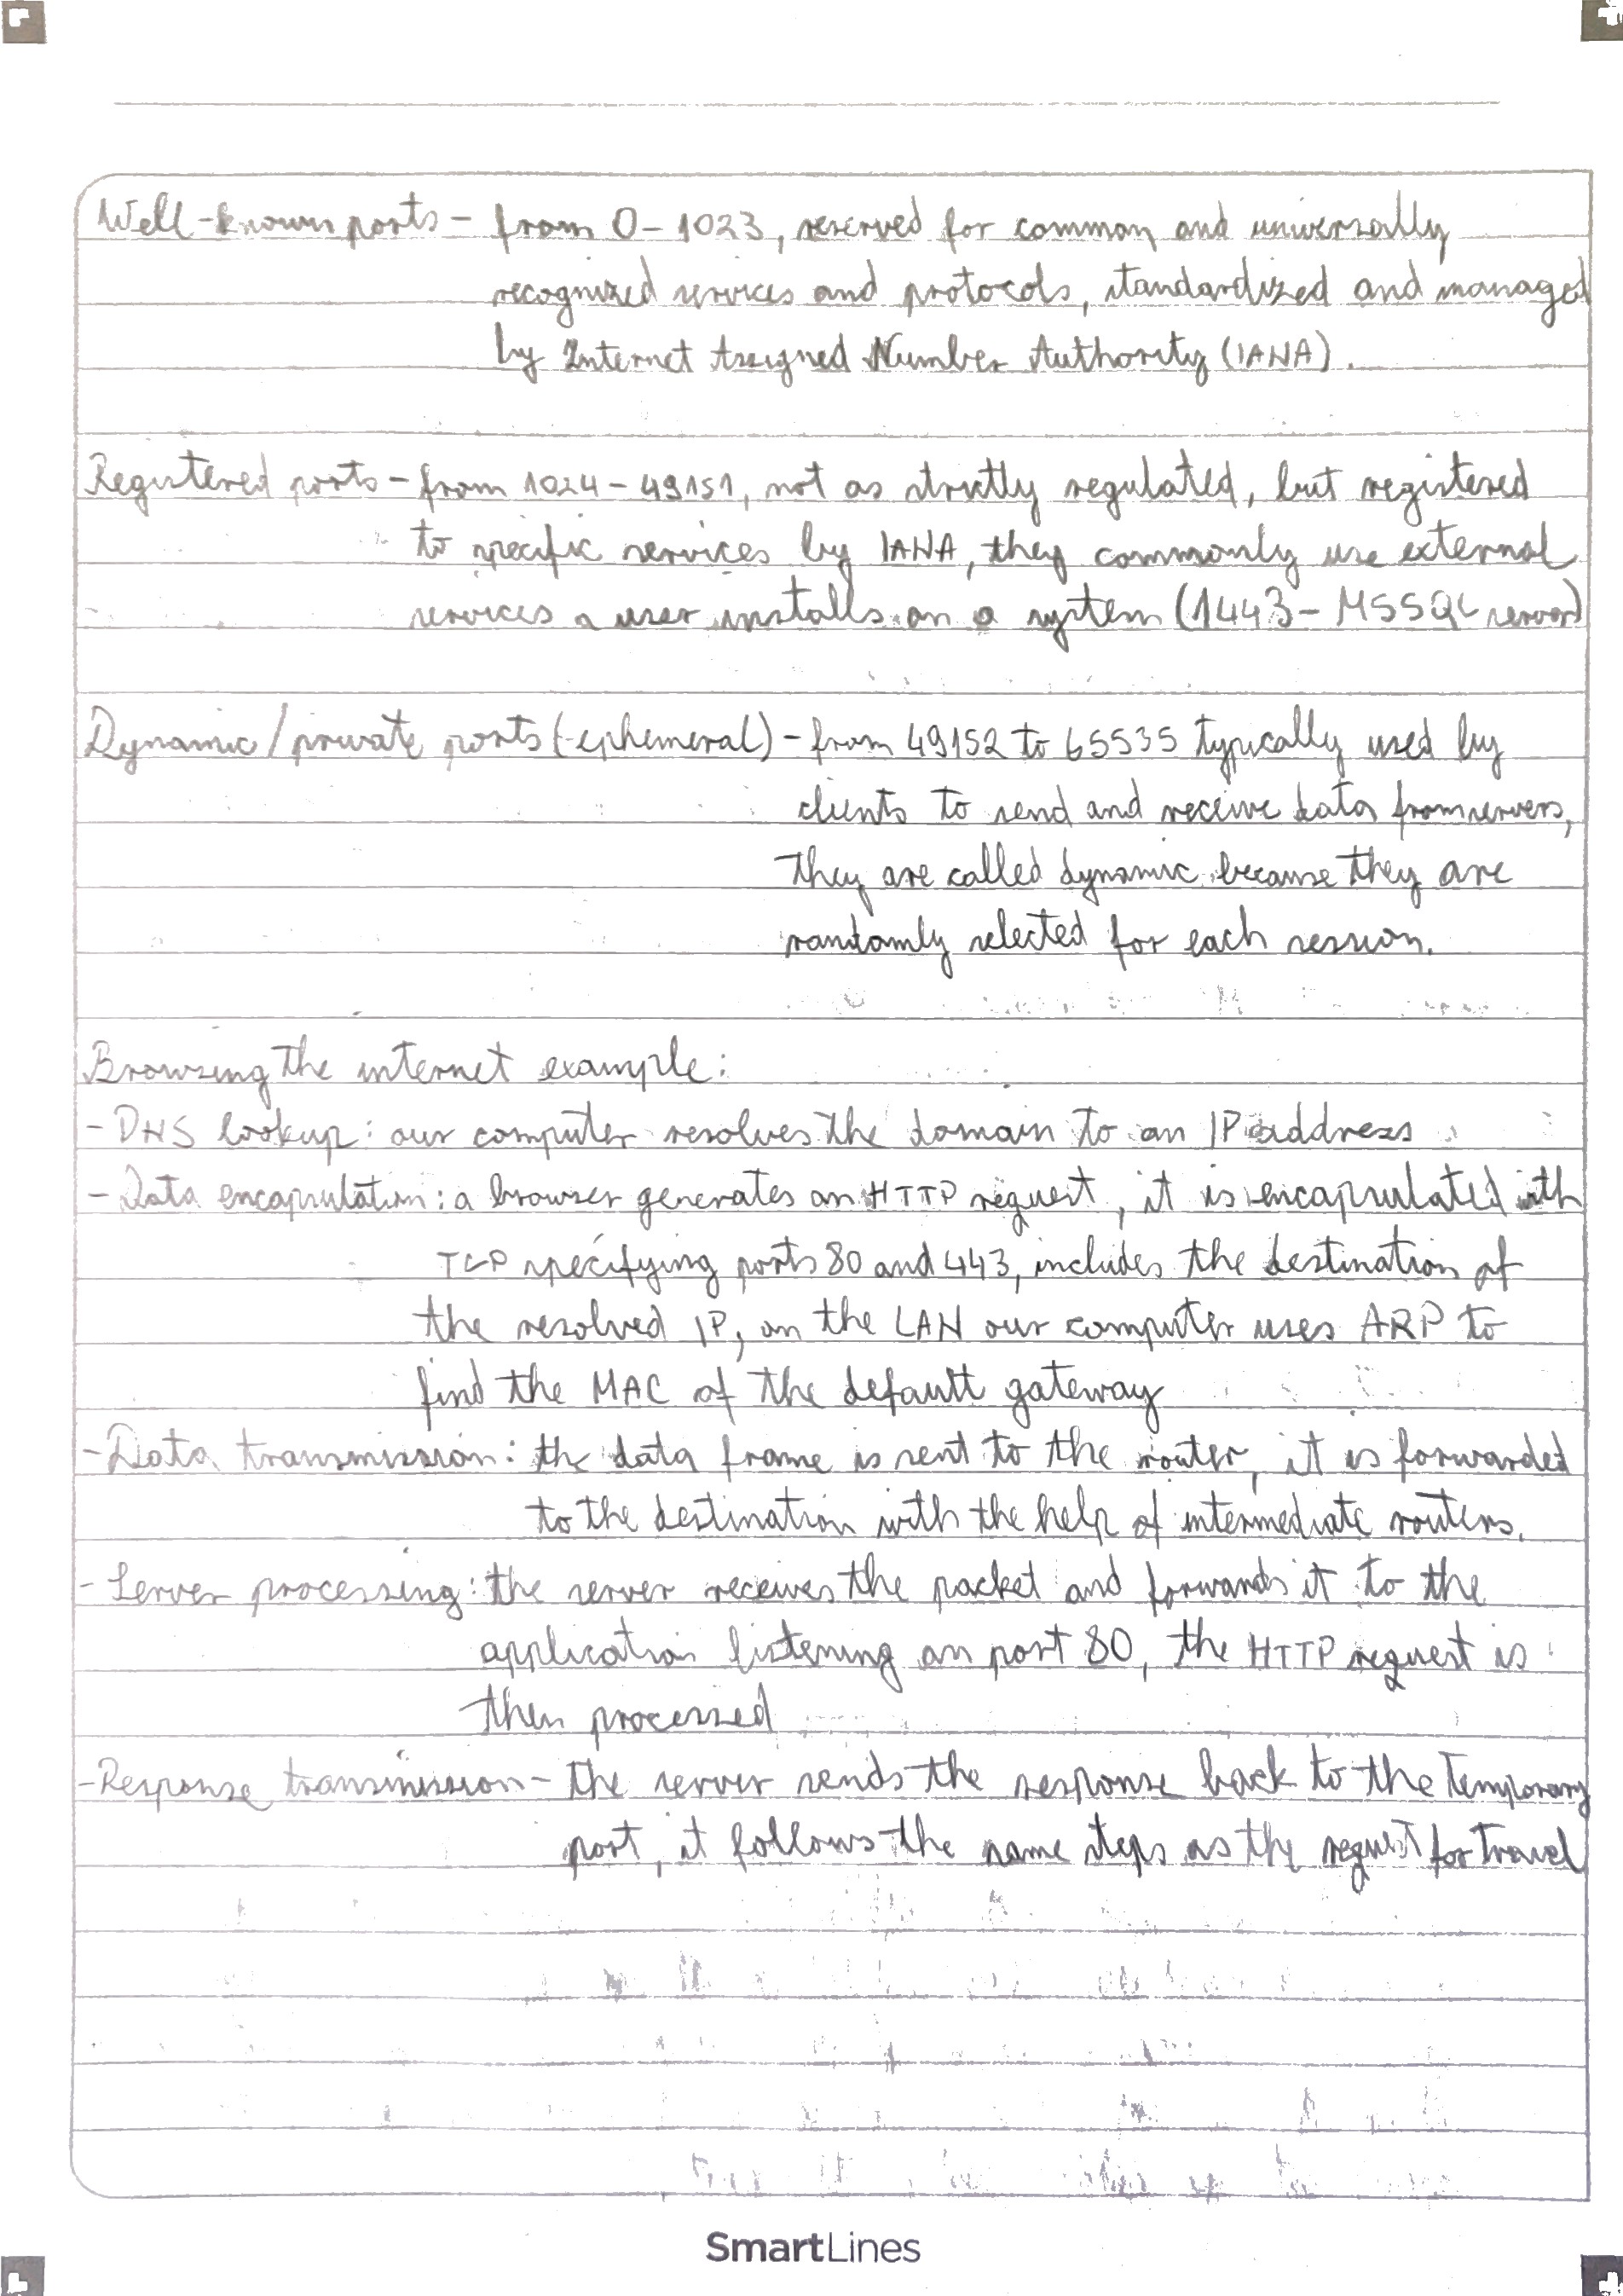 Well-known ports - from 0-1023, reserved for common and universally
recognized services and protocols, standardized and managed
by Internet Assigned Number Authority (IANA).
Registered ports - from 1024-49151, not as strictly regulated, but registered
to specific services by IANA, they commonly use external
services a user installs on a system (1443 - MSSQL server)
Dynamic/private ports (ephemeral) - from 49152 to 65535 typically used by
clients to send and receive data from servers,
they are called dynamic because they are
randomly selected for each session.
Browsing the internet example:
- DNS lookup: our computer resolves the domain to an IP address
- Data encapsulation: a browser generates an HTTP request, it is encapsulated with
TCP specifying ports 80 and 443, includes the destination of
the resolved IP, on the LAN our computer uses ARP to
find the MAC of the default gateway
- Data transmission: the data frame is sent to the router, it is forwarded
to the destination with the help of intermediate routers.
- Server processing: the server receives the packet and forwards it to the
application listening on port 80, the HTTP request is
then processed
- Response transmission - the server sends the response back to the temporary
port, it follows the same steps as the request for travel
SmartLines